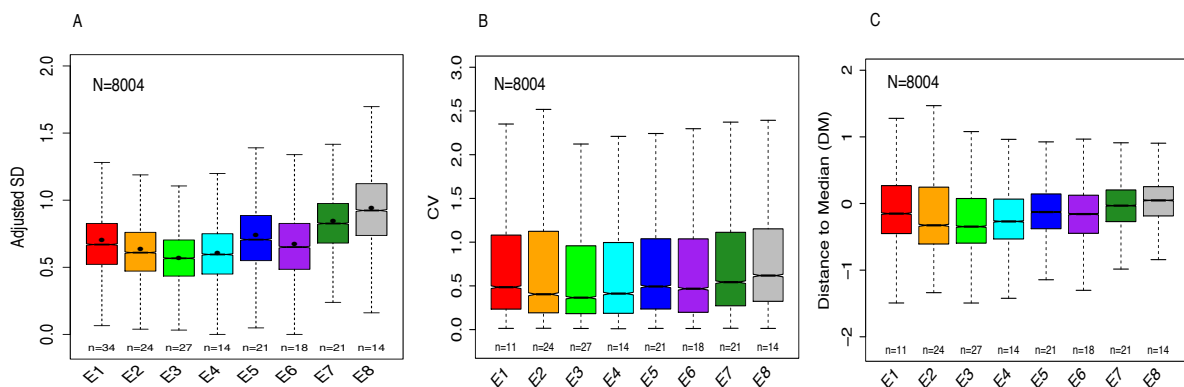 A
Adjusted SD
2.0
1.5
1.0
0.5
0.0
N=8004
n=34 n=24 n=27 n=14 n=21 n=18 n=21 n=14
E1 E2 E3 E4 E5 E6 E7 E8
B
CV
3.0
2.5
2.0
1.5
1.0
0.5
0.0
N=8004
n=11 n=24 n=27 n=14 n=21 n=18 n=21 n=14
E1 E2 E3 E4 E5 E6 E7 E8
C
Distance to Median (DM)
2
1
0
−1
−2
N=8004
n=11 n=24 n=27 n=14 n=21 n=18 n=21 n=14
E1 E2 E3 E4 E5 E6 E7 E8